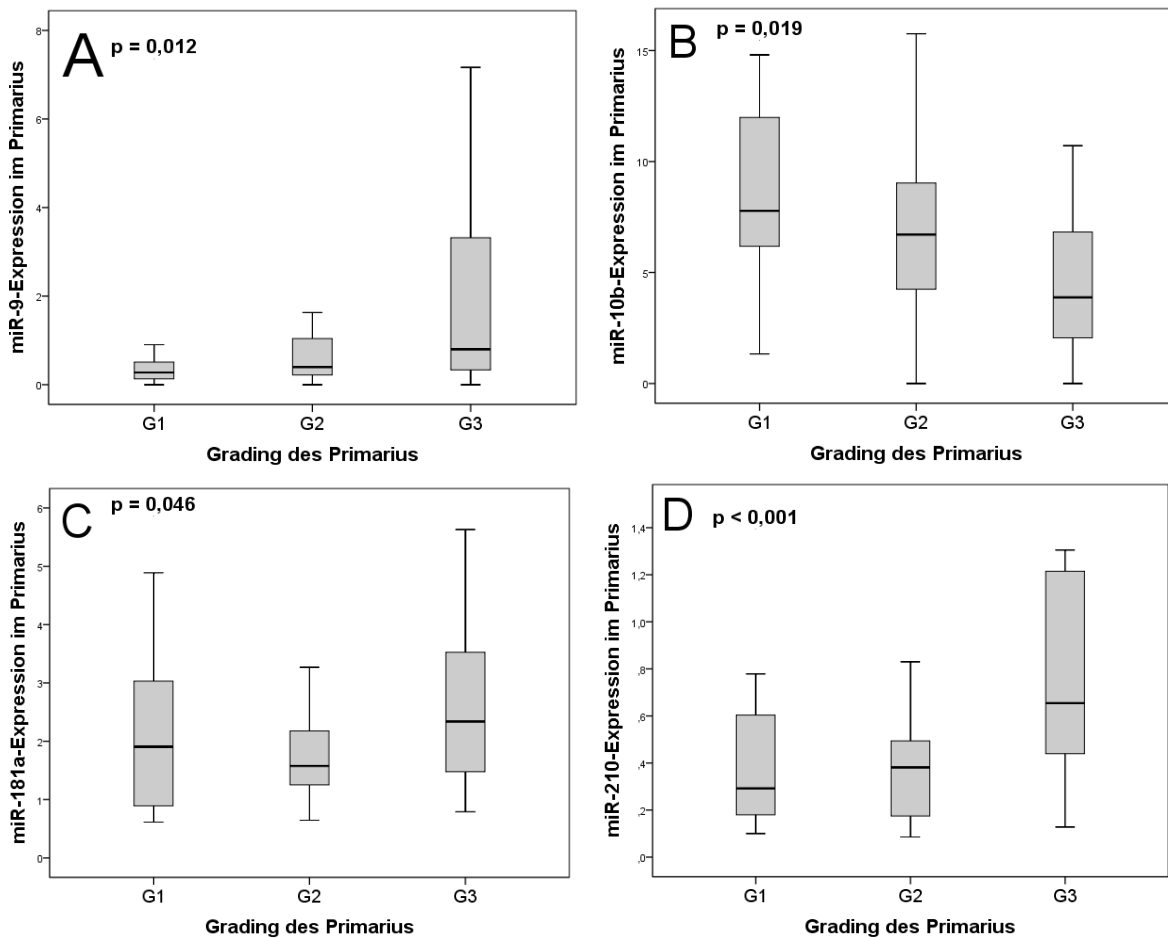 A p = 0,012
miR-9-Expression im Primarius
8
6
4
2
0
G1 G2 G3
Grading des Primarius
B p = 0,019
miR-10b-Expression im Primarius
15
10
5
0
G1 G2 G3
Grading des Primarius
C p = 0,046
miR-181a-Expression im Primarius
6
5
4
3
2
1
0
G1 G2 G3
Grading des Primarius
D p < 0,001
miR-210-Expression im Primarius
1,4
1,2
1,0
,8
,6
,4
,2
,0
G1 G2 G3
Grading des Primarius